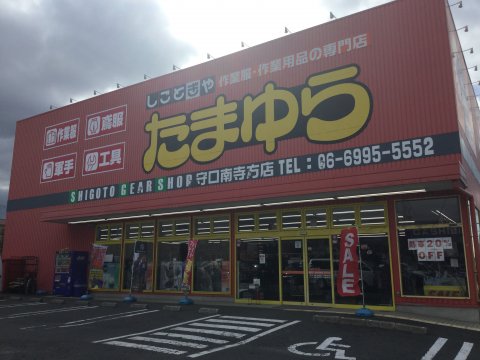 しごと着や 作業服・作業用品の専門店
たまゆら
作業着
鳶服
軍手
工具
SHIGOTO GEAR SHOP 守口南寺方店 TEL：06-6995-5552
SALE
20%
OFF